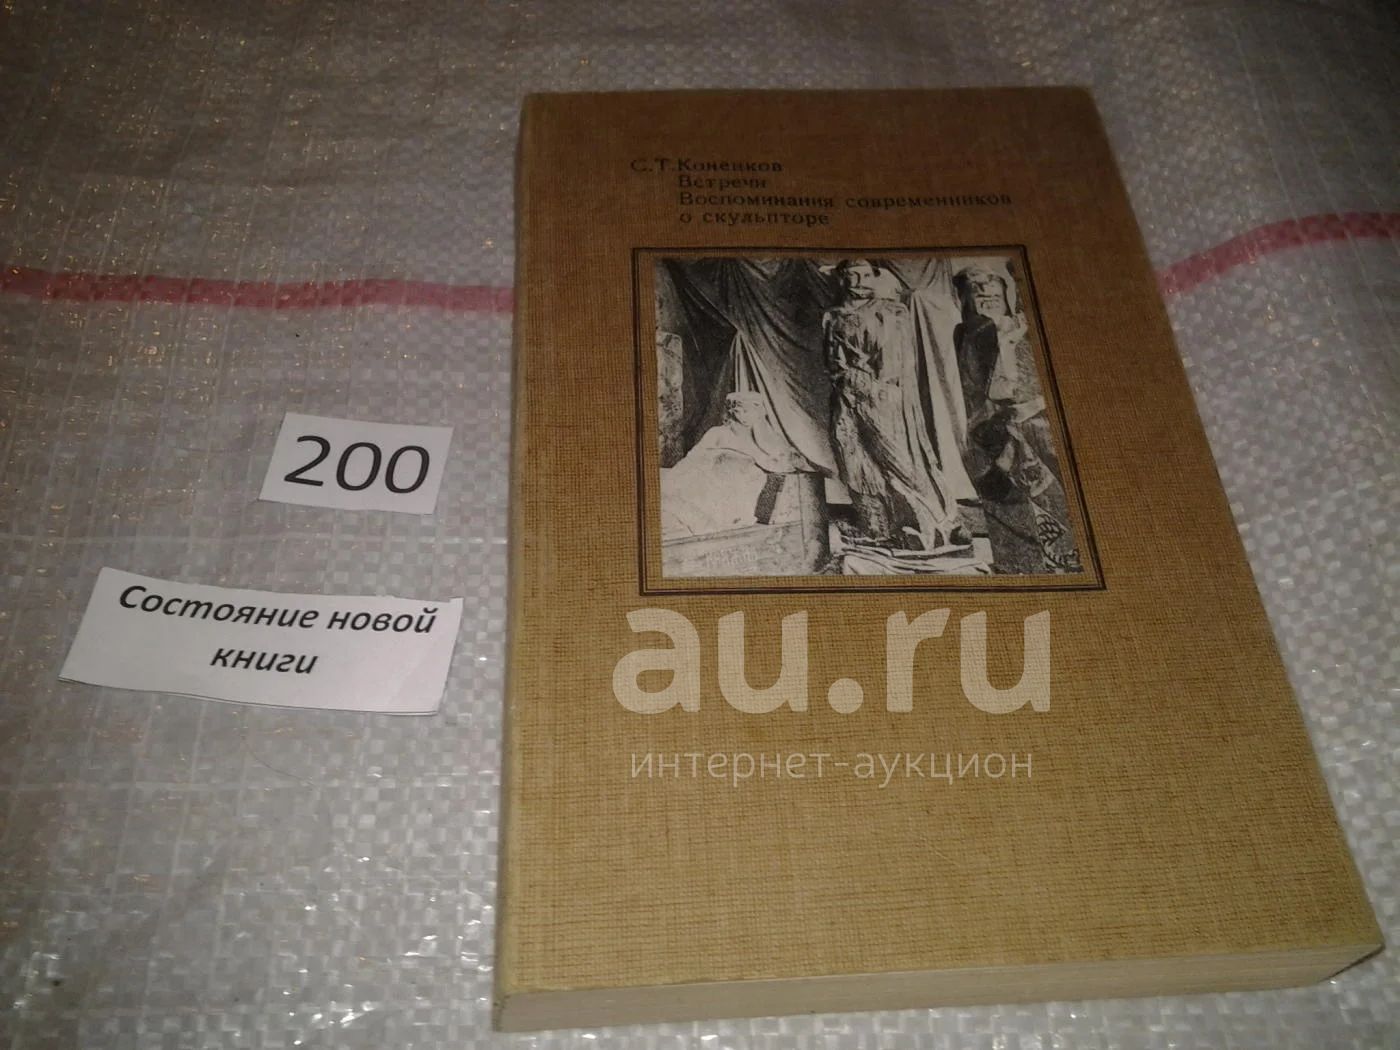 С.Т.Коненков
Встречи
Воспоминания современников
о скульпторе
200
Состояние новой
книги
au.ru
интернет-аукцион